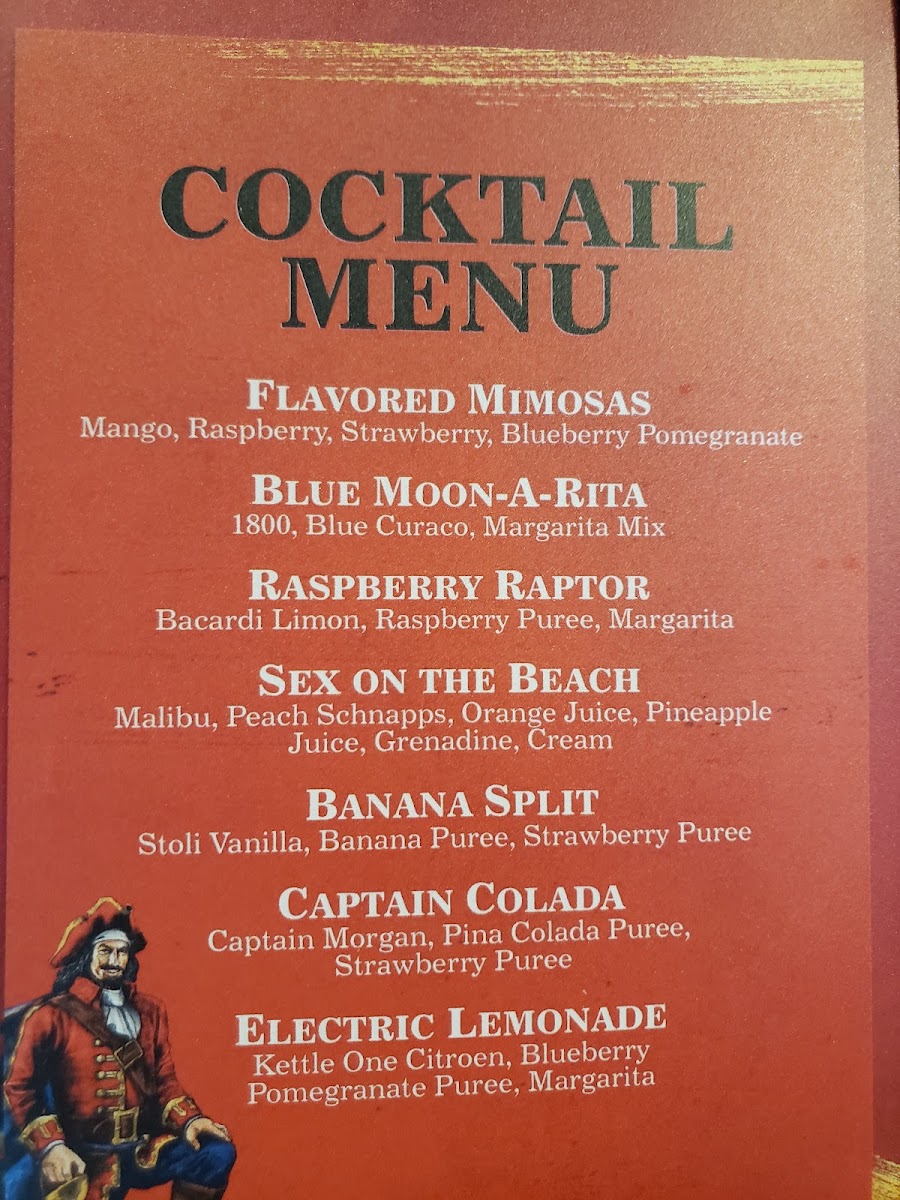 COCKTAIL
MENU
FLAVORED MIMOSAS
Mango, Raspberry, Strawberry, Blueberry Pomegranate
BLUE MOON-A-RITA
1800, Blue Curaco, Margarita Mix
RASPBERRY RAPTOR
Bacardi Limon, Raspberry Puree, Margarita
SEX ON THE BEACH
Malibu, Peach Schnapps, Orange Juice, Pineapple
Juice, Grenadine, Cream
BANANA SPLIT
Stoli Vanilla, Banana Puree, Strawberry Puree
CAPTAIN COLADA
Captain Morgan, Pina Colada Puree,
Strawberry Puree
ELECTRIC LEMONADE
Kettle One Citroen, Blueberry
Pomegranate Puree, Margarita